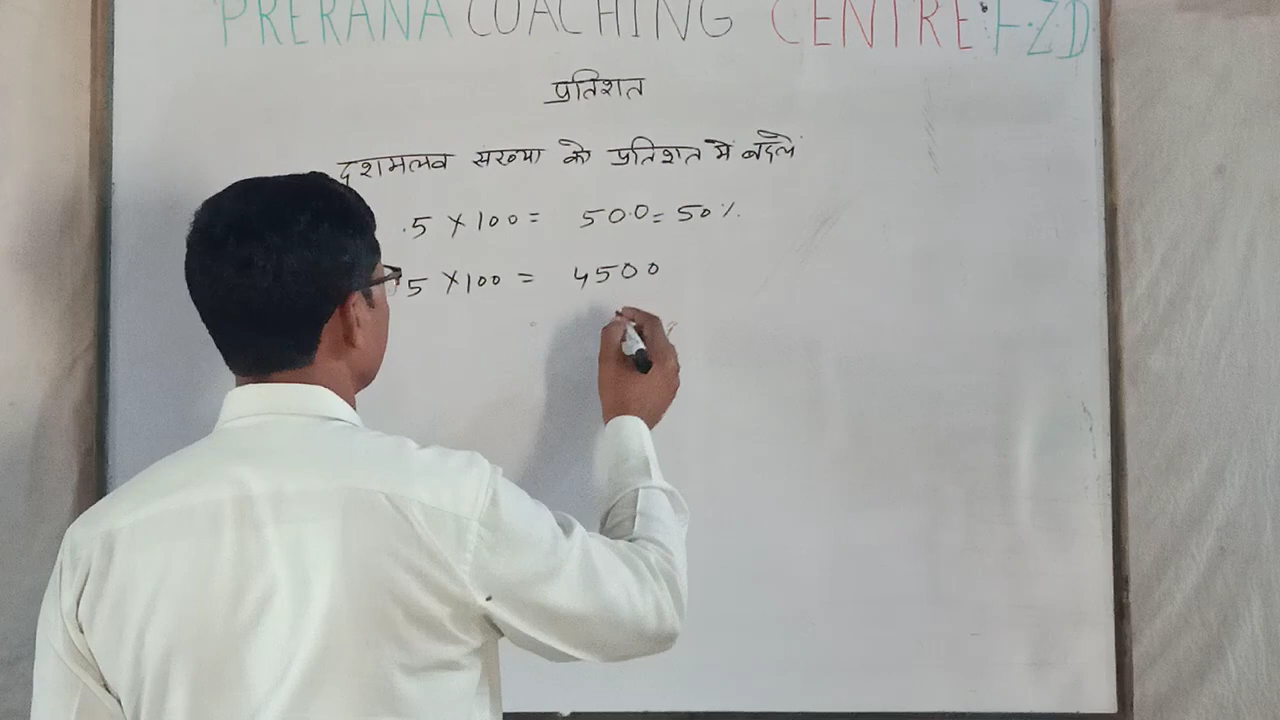 PRERANA COACHING CENTRE F.Z.D
प्रतिशत
दशमलव संख्या को प्रतिशत में बदलें
.5 X 100 = 50.0 = 50%.
5 X 100 = 4500